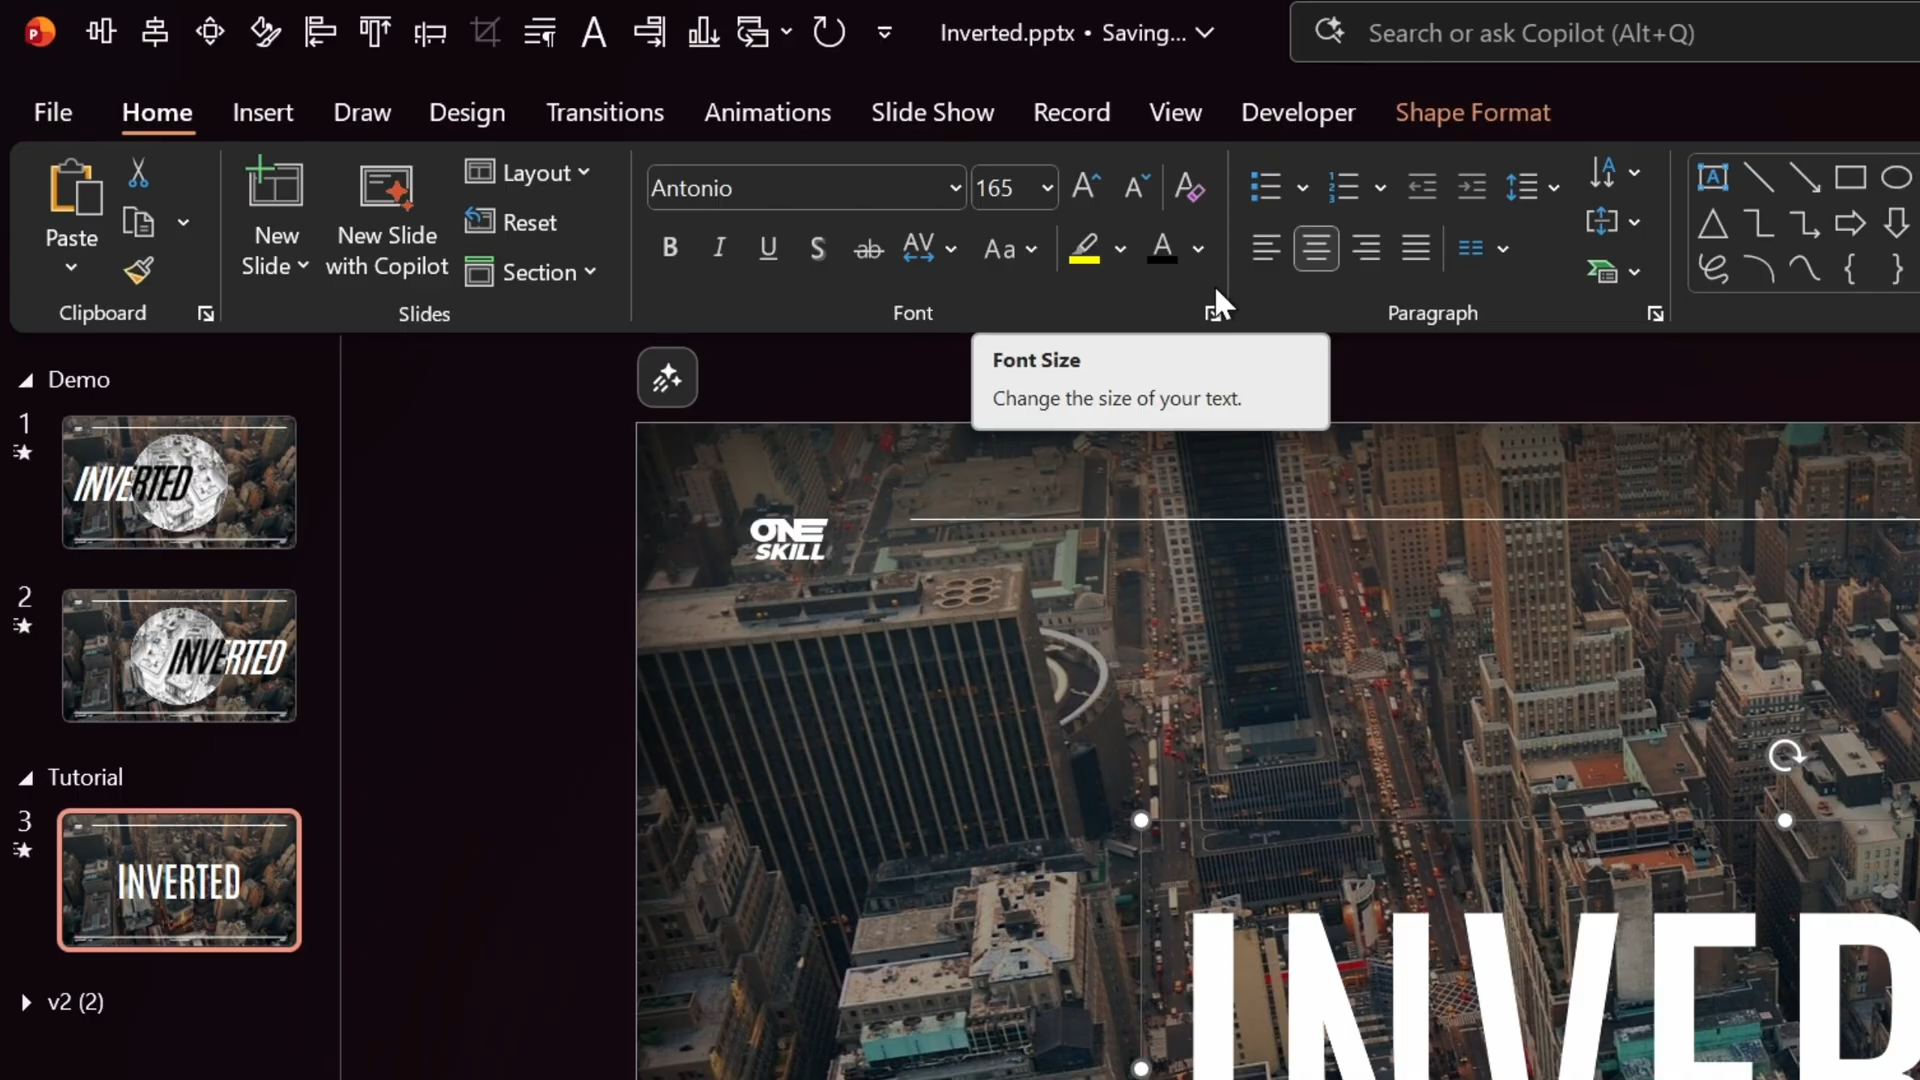 Inverted.pptx • Saving...
Search or ask Copilot (Alt+Q)
File Home Insert Draw Design Transitions Animations Slide Show Record View Developer Shape Format
Paste
Clipboard
New Slide
New Slide with Copilot
Layout
Reset
Section
Slides
Antonio
165
B I U S ab AV Aa A
Font
Paragraph
Font Size
Change the size of your text.
Demo
1
INVERTED
2
INVERTED
Tutorial
3
INVERTED
v2 (2)
ONE
SKILL
INVER